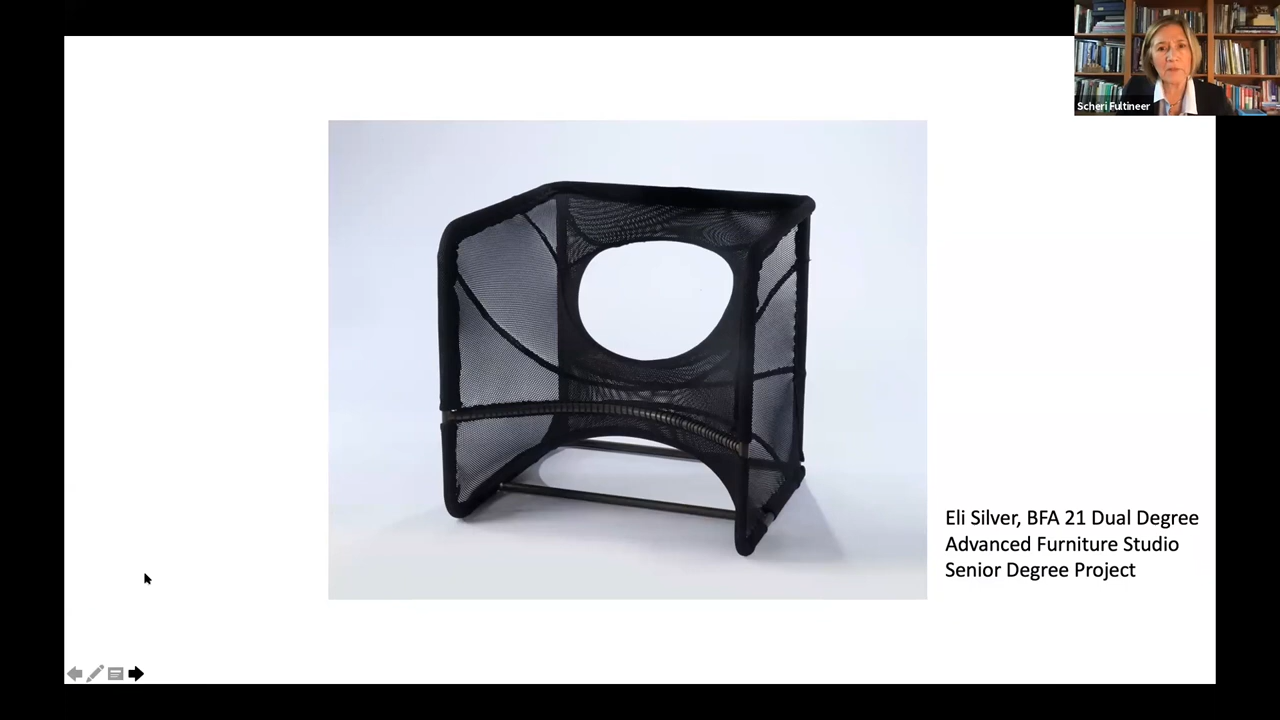 Scheri Fultineer
Eli Silver, BFA 21 Dual Degree
Advanced Furniture Studio
Senior Degree Project